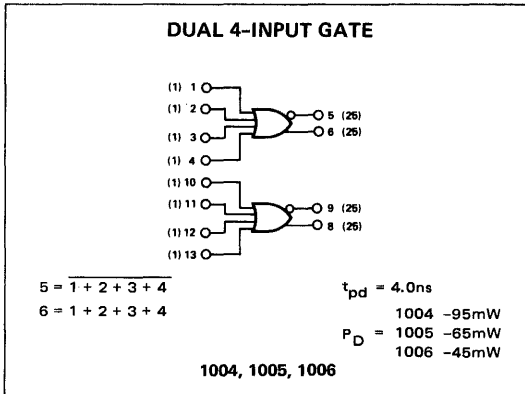 DUAL 4-INPUT GATE
(1) 1
(1) 2
(1) 3
(1) 4
5 (25)
6 (25)
(1) 10
(1) 11
(1) 12
(1) 13
9 (25)
8 (25)
5 = 1 + 2 + 3 + 4
6 = 1 + 2 + 3 + 4
tpd = 4.0ns
1004 -95mW
PD = 1005 -65mW
1006 -45mW
1004, 1005, 1006